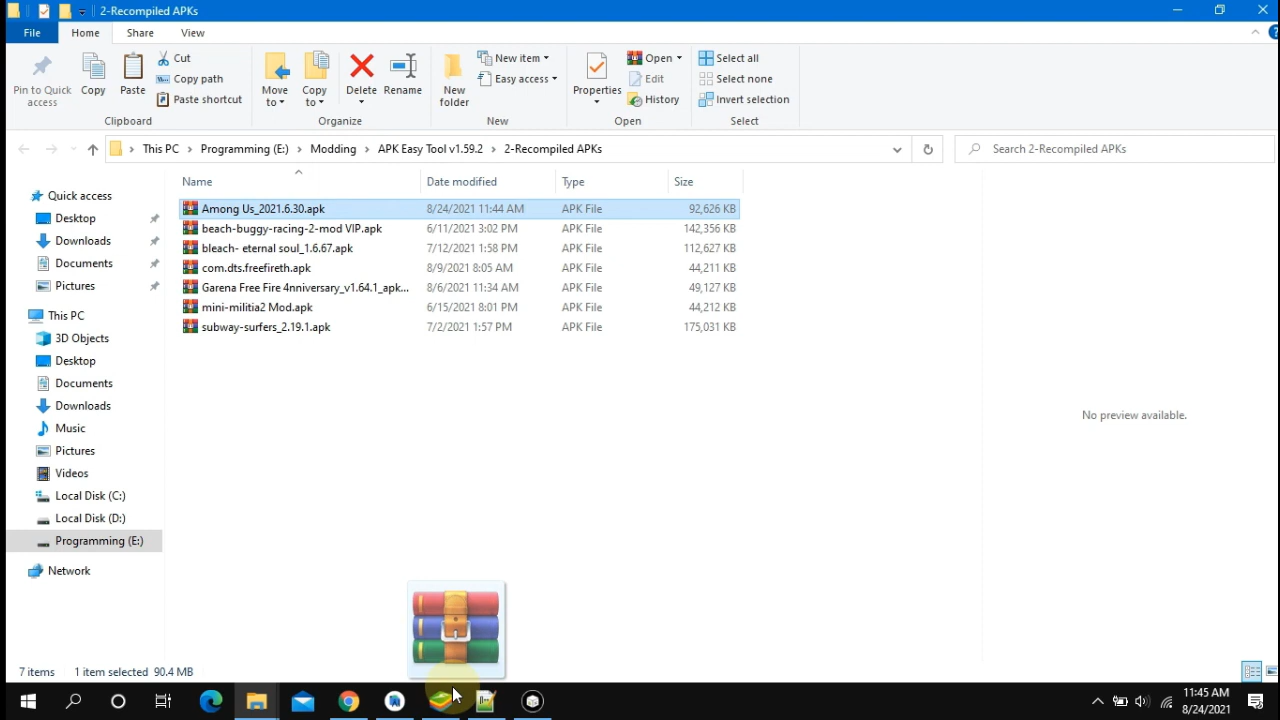 2-Recompiled APKs
File Home Share View
Pin to Quick access
Copy
Paste
Cut
Copy path
Paste shortcut
Move to
Copy to
Delete
Rename
New folder
New item
Easy access
Properties
Open
Edit
History
Select all
Select none
Invert selection
Clipboard Organize New Open Select
This PC Programming (E:) Modding APK Easy Tool v1.59.2 2-Recompiled APKs
Search 2-Recompiled APKs
Name Date modified Type Size
Among Us_2021.6.30.apk 8/24/2021 11:44 AM APK File 92,626 KB
beach-buggy-racing-2-mod VIP.apk 6/11/2021 3:02 PM APK File 142,356 KB
bleach- eternal soul_1.6.67.apk 7/12/2021 1:58 PM APK File 112,627 KB
com.dts.freefireth.apk 8/9/2021 8:05 AM APK File 44,211 KB
Garena Free Fire 4nniversary_v1.64.1_apk... 8/6/2021 11:34 AM APK File 49,127 KB
mini-militia2 Mod.apk 6/15/2021 8:01 PM APK File 44,212 KB
subway-surfers_2.19.1.apk 7/2/2021 1:57 PM APK File 175,031 KB
Quick access
Desktop
Downloads
Documents
Pictures
This PC
3D Objects
Desktop
Documents
Downloads
Music
Pictures
Videos
Local Disk (C:)
Local Disk (D:)
Programming (E:)
Network
No preview available.
7 items 1 item selected 90.4 MB
11:45 AM
8/24/2021